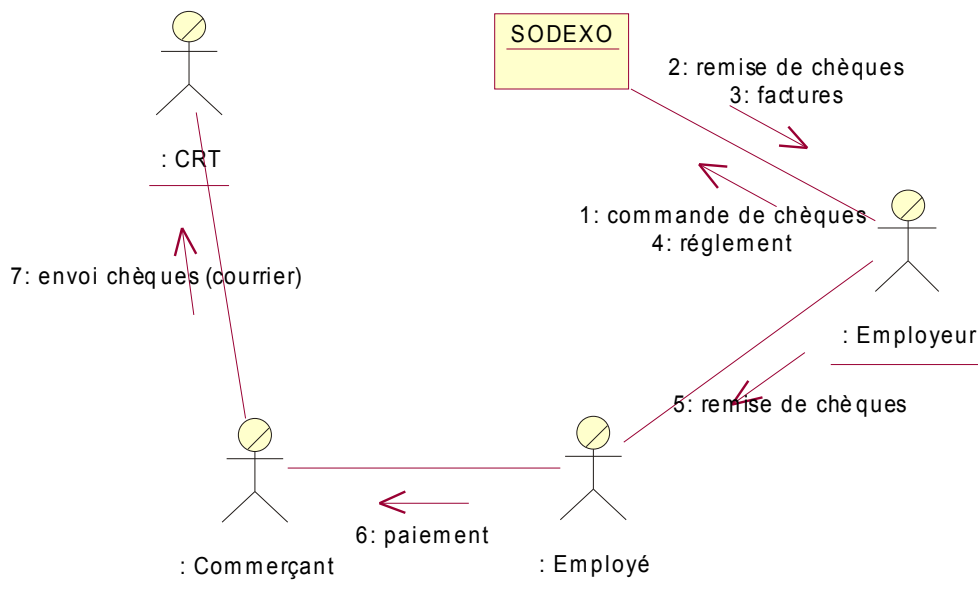 SODEXO
2: remise de chèques
3: factures
: CRT
1: commande de chèques
4: réglement
7: envoi chèques (courrier)
: Employeur
5: remise de chèques
6: paiement
: Commerçant
: Employé